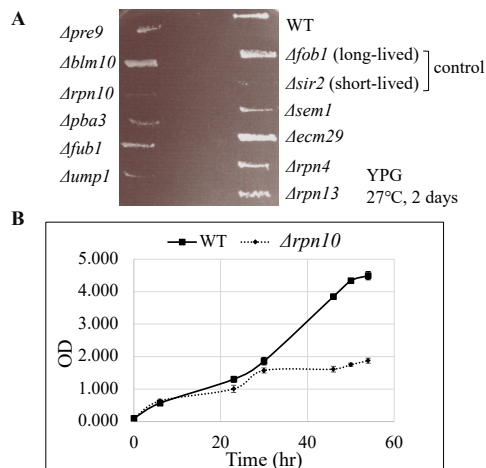 A
Δpre9
Δblm10
Δrpn10
Δpba3
Δfub1
Δump1
WT
Δfob1 (long-lived)
Δsir2 (short-lived)
control
Δsem1
Δecm29
Δrpn4
Δrpn13
YPG
27℃, 2 days
B
WT
Δrpn10
OD
5.000
4.000
3.000
2.000
1.000
0.000
0 20 40 60
Time (hr)